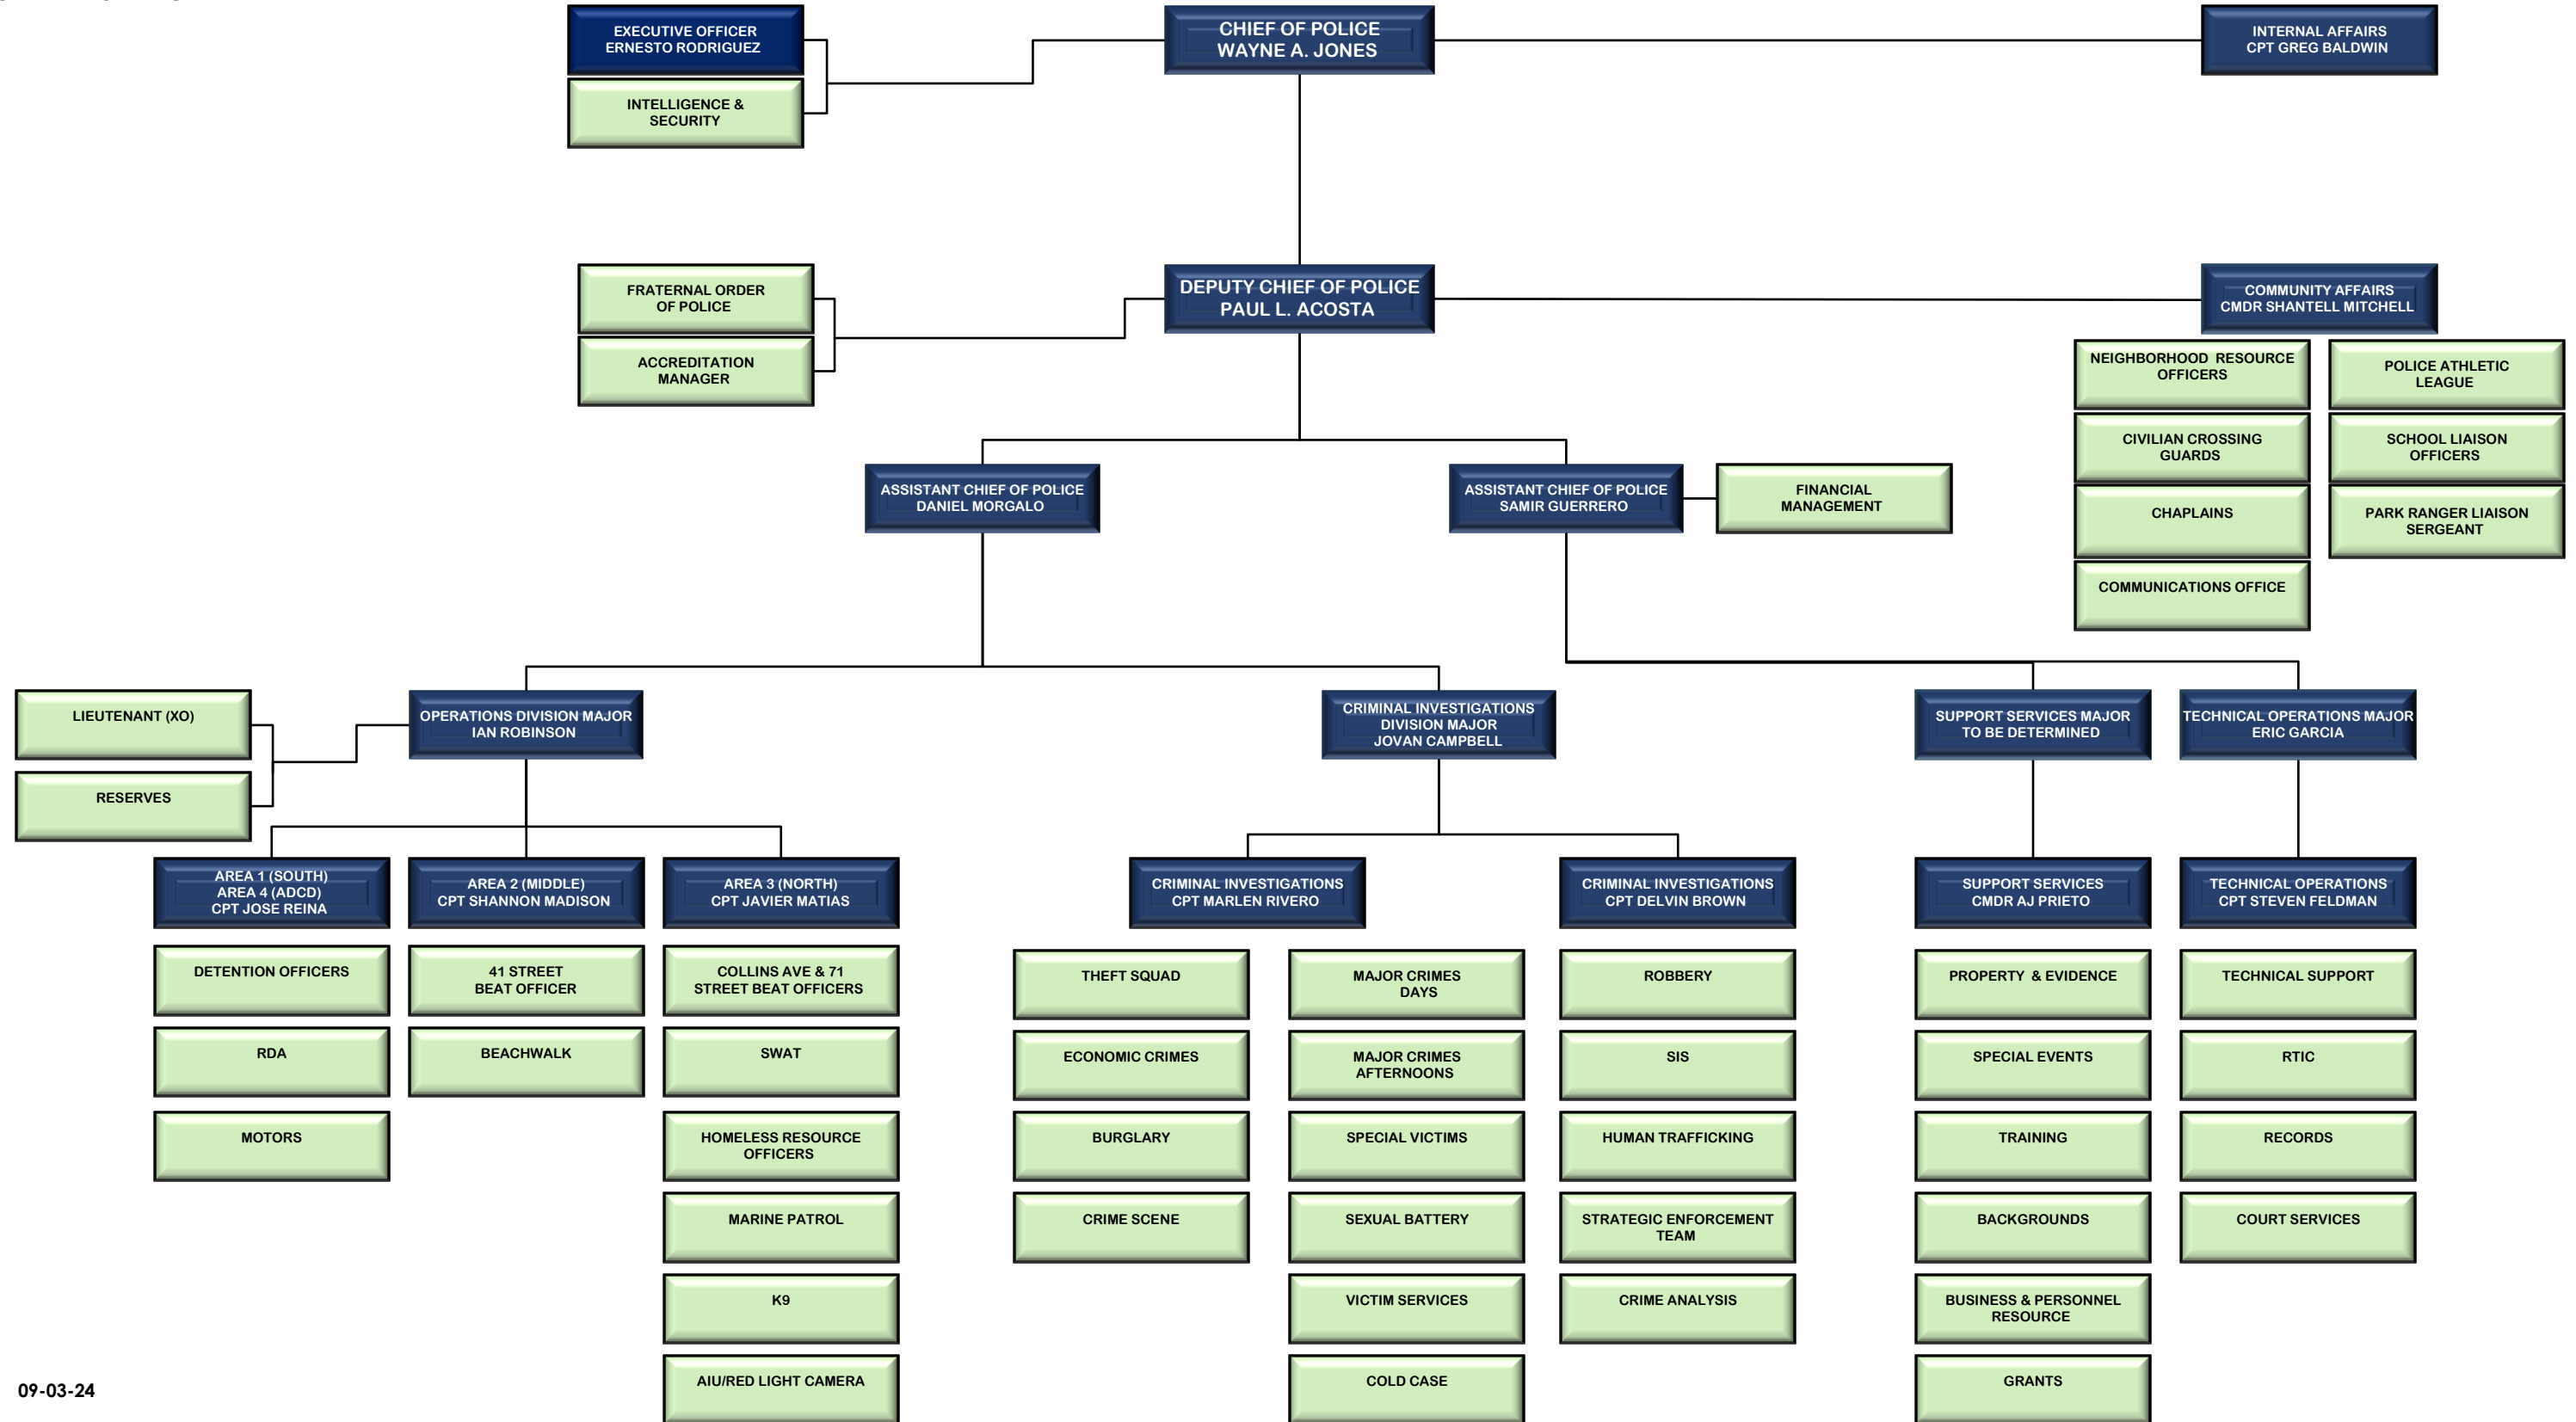 EXECUTIVE OFFICER
ERNESTO RODRIGUEZ
CHIEF OF POLICE
WAYNE A. JONES
INTERNAL AFFAIRS
CPT GREG BALDWIN
INTELLIGENCE &
SECURITY
FRATERNAL ORDER
OF POLICE
DEPUTY CHIEF OF POLICE
PAUL L. ACOSTA
COMMUNITY AFFAIRS
CMDR SHANTELL MITCHELL
ACCREDITATION
MANAGER
NEIGHBORHOOD  RESOURCE
OFFICERS
POLICE ATHLETIC
LEAGUE
CIVILIAN CROSSING
GUARDS
SCHOOL LIAISON
OFFICERS
CHAPLAINS
PARK RANGER LIAISON
SERGEANT
COMMUNICATIONS OFFICE
ASSISTANT CHIEF OF POLICE
DANIEL MORGALO
ASSISTANT CHIEF OF POLICE
SAMIR GUERRERO
FINANCIAL
MANAGEMENT
LIEUTENANT (XO)
RESERVES
OPERATIONS DIVISION MAJOR
IAN ROBINSON
CRIMINAL INVESTIGATIONS
DIVISION MAJOR
JOVAN CAMPBELL
SUPPORT SERVICES MAJOR
TO BE DETERMINED
TECHNICAL OPERATIONS MAJOR
ERIC GARCIA
AREA 1 (SOUTH)
AREA 4 (ADCD)
CPT JOSE REINA
AREA 2 (MIDDLE)
CPT SHANNON MADISON
AREA 3 (NORTH)
CPT JAVIER MATIAS
CRIMINAL INVESTIGATIONS
CPT MARLEN RIVERO
CRIMINAL INVESTIGATIONS
CPT DELVIN BROWN
SUPPORT SERVICES
CMDR AJ PRIETO
TECHNICAL OPERATIONS
CPT STEVEN FELDMAN
DETENTION OFFICERS
RDA
MOTORS
41 STREET
BEAT OFFICER
BEACHWALK
COLLINS AVE & 71
STREET BEAT OFFICERS
SWAT
HOMELESS RESOURCE
OFFICERS
MARINE PATROL
K9
AIU/RED LIGHT CAMERA
THEFT SQUAD
ECONOMIC CRIMES
BURGLARY
CRIME SCENE
MAJOR CRIMES
DAYS
MAJOR CRIMES
AFTERNOONS
SPECIAL VICTIMS
SEXUAL BATTERY
VICTIM SERVICES
COLD CASE
ROBBERY
SIS
HUMAN TRAFFICKING
STRATEGIC ENFORCEMENT
TEAM
CRIME ANALYSIS
PROPERTY  & EVIDENCE
SPECIAL EVENTS
TRAINING
BACKGROUNDS
BUSINESS & PERSONNEL
RESOURCE
GRANTS
TECHNICAL SUPPORT
RTIC
RECORDS
COURT SERVICES
09-03-24